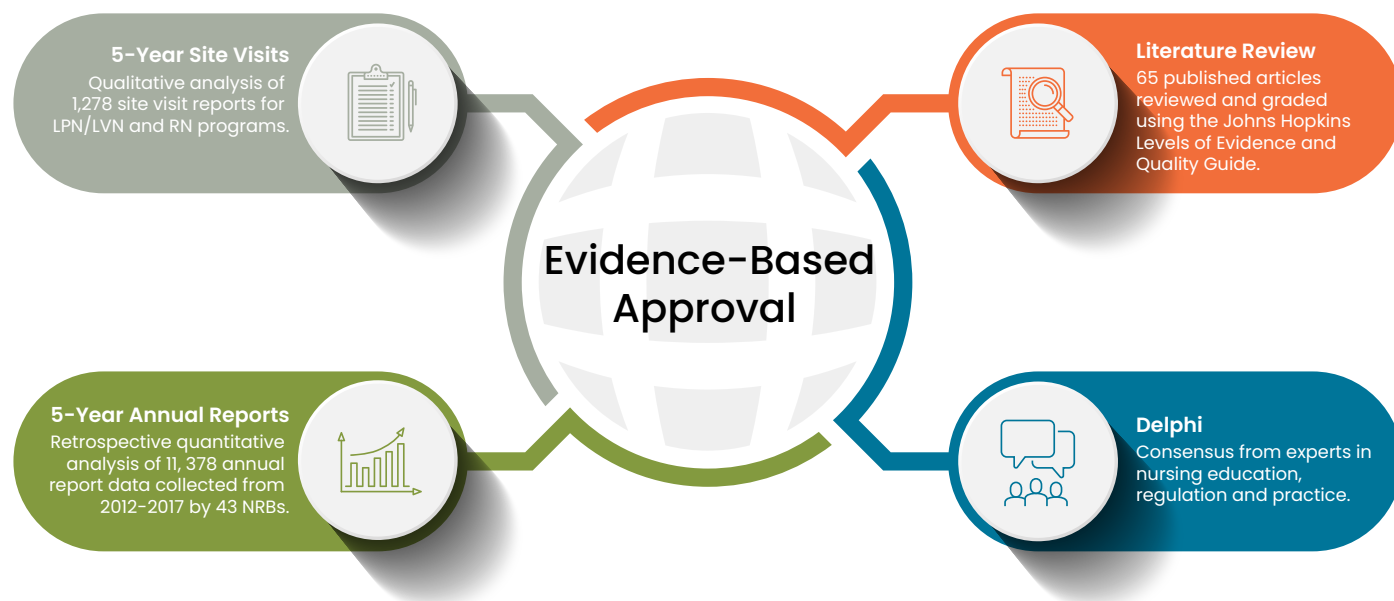 5-Year Site Visits
Qualitative analysis of
1,278 site visit reports for
LPN/LVN and RN programs.
Literature Review
65 published articles
reviewed and graded
using the Johns Hopkins
Levels of Evidence and
Quality Guide.
Evidence-Based
Approval
5-Year Annual Reports
Retrospective quantitative
analysis of 11, 378 annual
report data collected from
2012-2017 by 43 NRBs.
Delphi
Consensus from experts in
nursing education,
regulation and practice.